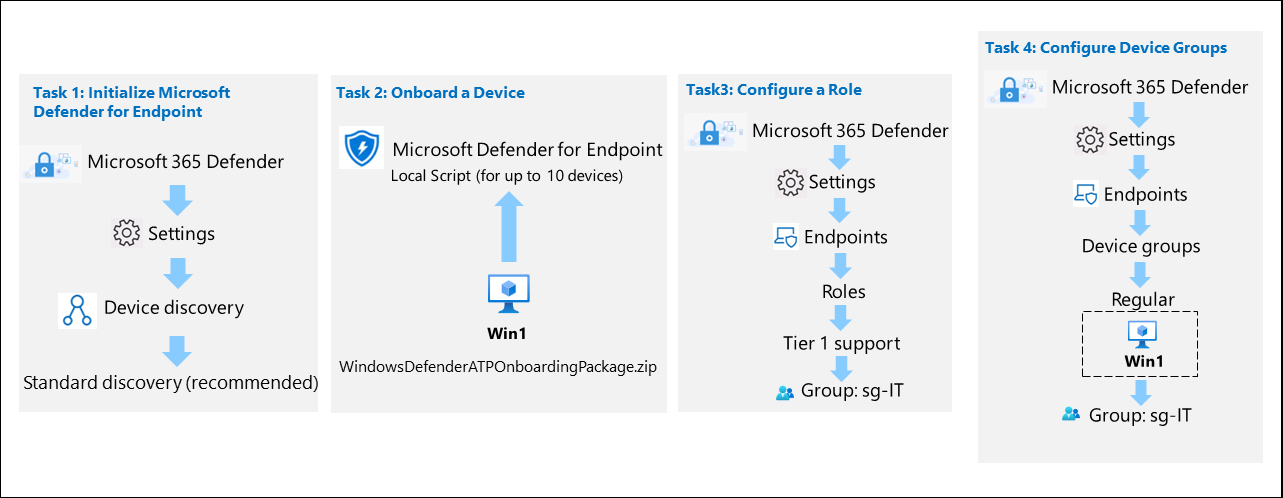 Task 1: Initialize Microsoft
Defender for Endpoint
Microsoft 365 Defender
Settings
Device discovery
Standard discovery (recommended)
Task 2: Onboard a Device
Microsoft Defender for Endpoint
Local Script (for up to 10 devices)
Win1
WindowsDefenderATPOnboardingPackage.zip
Task3: Configure a Role
Microsoft 365 Defender
Settings
Endpoints
Roles
Tier 1 support
Group: sg-IT
Task 4: Configure Device Groups
Microsoft 365 Defender
Settings
Endpoints
Device groups
Regular
Win1
Group: sg-IT